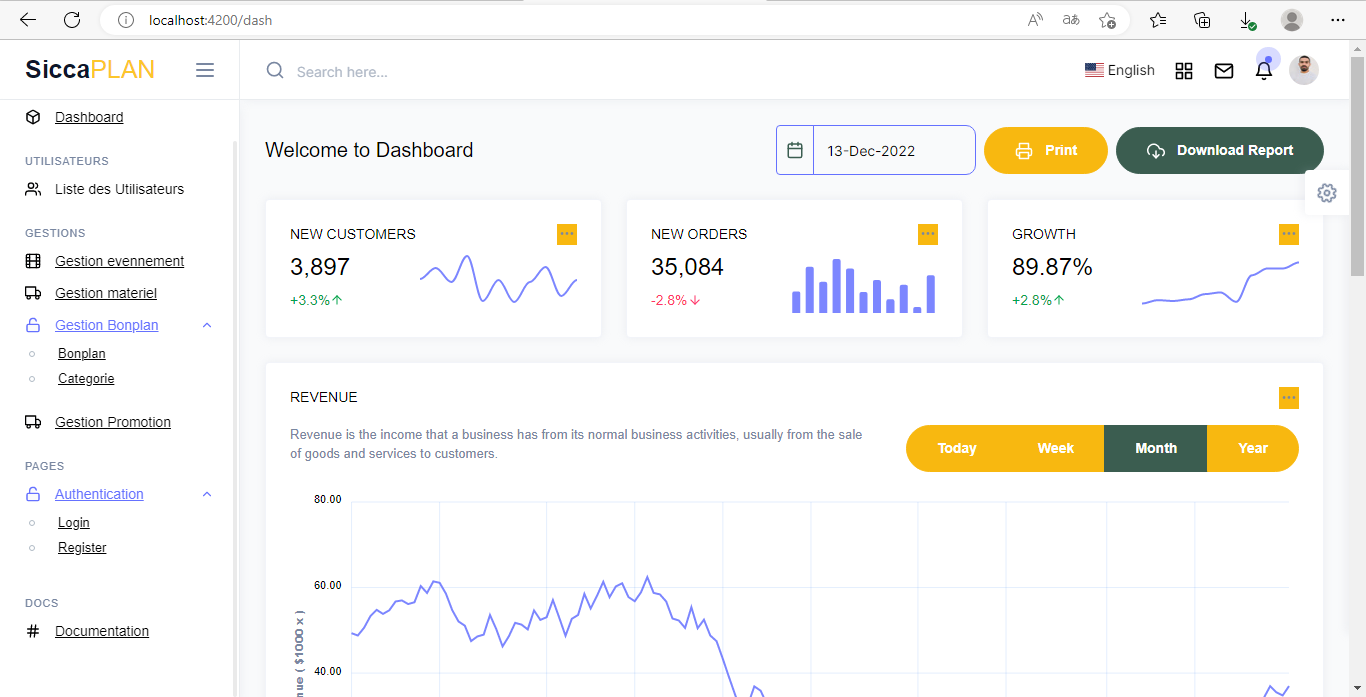 localhost:4200/dash
SiccaPLAN
Search here...
English
Dashboard
UTILISATEURS
Liste des Utilisateurs
GESTIONS
Gestion evennement
Gestion materiel
Gestion Bonplan
Bonplan
Categorie
Gestion Promotion
PAGES
Authentication
Login
Register
DOCS
Documentation
Welcome to Dashboard
13-Dec-2022
Print
Download Report
NEW CUSTOMERS
3,897
+3.3%
NEW ORDERS
35,084
-2.8%
GROWTH
89.87%
+2.8%
REVENUE
Revenue is the income that a business has from its normal business activities, usually from the sale
of goods and services to customers.
Today
Week
Month
Year
80.00
60.00
40.00
nue ( $1000 x )